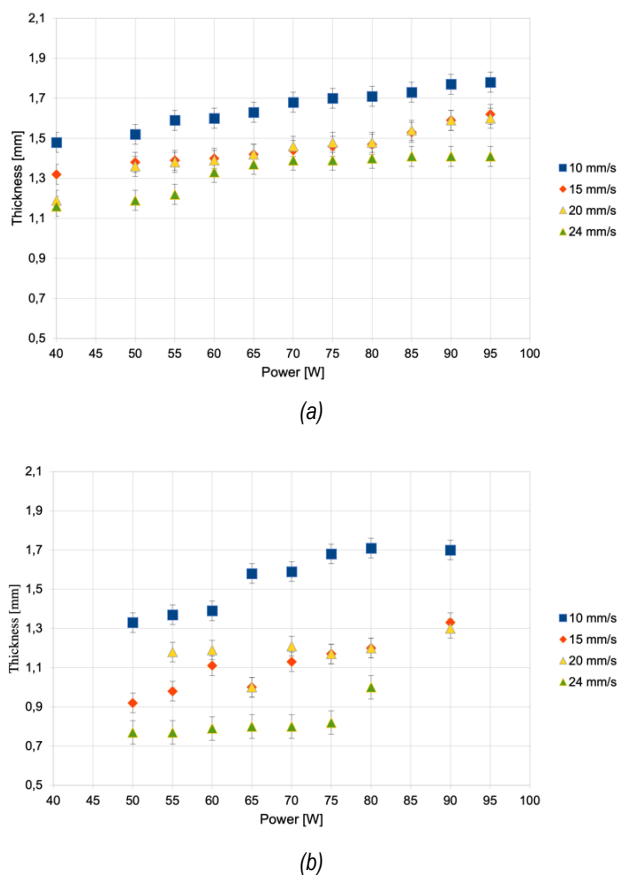 2,1
1,9
1,7
1,5
1,3
1,1
0,9
0,7
0,5
Thickness [mm]
40 45 50 55 60 65 70 75 80 85 90 95 100
Power [W]
10 mm/s
15 mm/s
20 mm/s
24 mm/s
(a)
2,1
1,9
1,7
1,5
1,3
1,1
0,9
0,7
0,5
Thickness [mm]
40 45 50 55 60 65 70 75 80 85 90 95 100
Power [W]
10 mm/s
15 mm/s
20 mm/s
24 mm/s
(b)